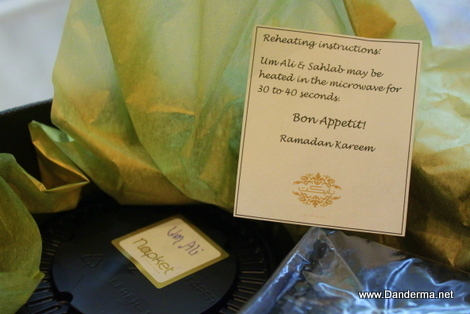 Reheating instructions:
Um Ali & Sahlab may be
heated in the microwave for
30 to 40 seconds.
Bon Appetit!
Ramadan Kareem
Um Ali
Napket
www.Danderma.net